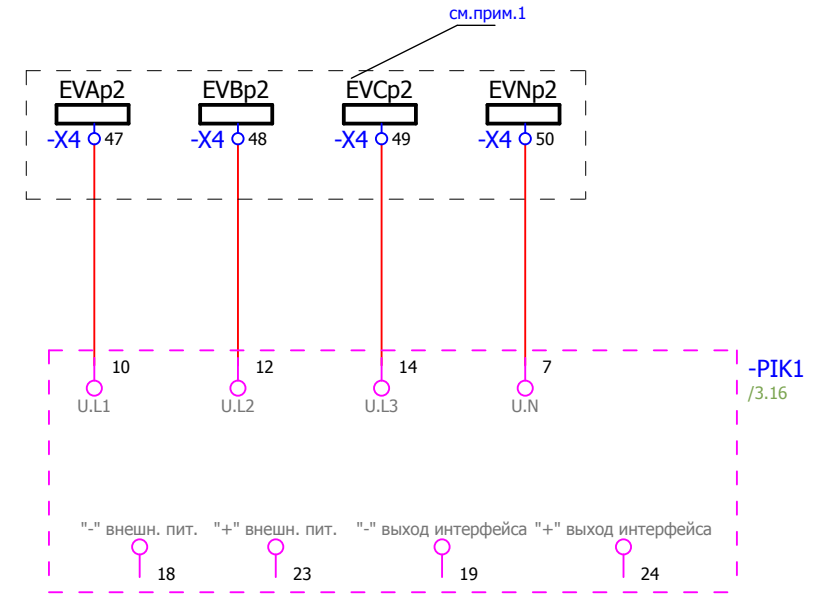 см.прим.1
EVAp2 EVBp2 EVCp2 EVNp2
-X4 47 -X4 48 -X4 49 -X4 50
10 12 14 7 -PIK1
/3.16
U.L1 U.L2 U.L3 U.N
"-" внешн. пит. "+" внешн. пит. "-" выход интерфейса "+" выход интерфейса
18 23 19 24